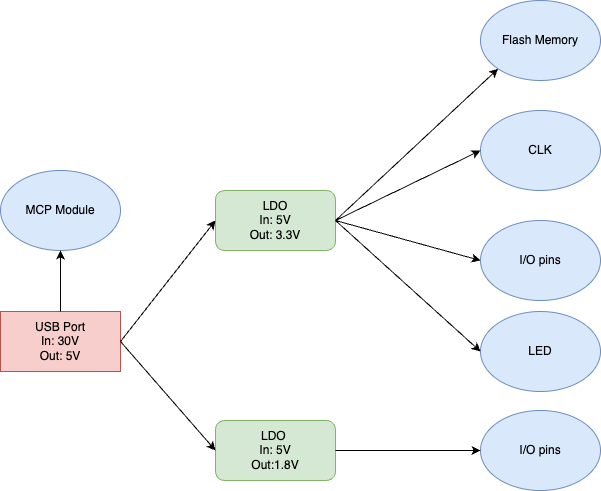 Flash Memory
CLK
MCP Module
LDO
In: 5V
Out: 3.3V
I/O pins
USB Port
In: 30V
Out: 5V
LED
LDO
In: 5V
Out:1.8V
I/O pins